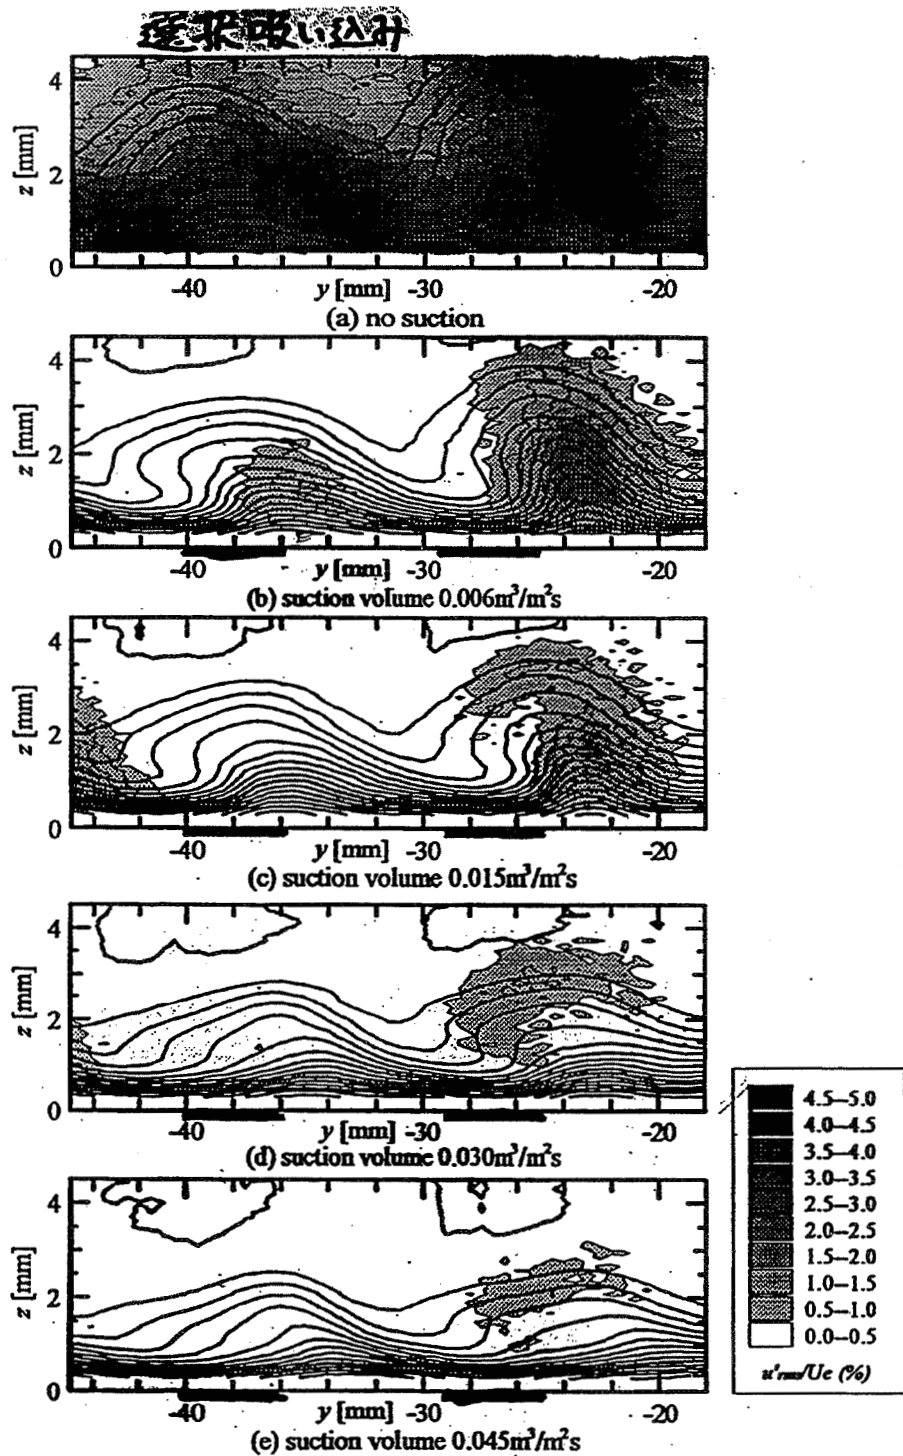 選択吸い込み
4
2
0
z [mm]
-40 y [mm] -30 -20
(a) no suction
4
2
0
z [mm]
-40 y [mm] -30 -20
(b) suction volume 0.006m³/m²s
4
2
0
z [mm]
-40 y [mm] -30 -20
(c) suction volume 0.015m³/m²s
4
2
0
z [mm]
-40 y [mm] -30 -20
(d) suction volume 0.030m³/m²s
4
2
0
z [mm]
-40 y [mm] -30 -20
(e) suction volume 0.045m³/m²s
4.5–5.0
4.0–4.5
3.5–4.0
3.0–3.5
2.5–3.0
2.0–2.5
1.5–2.0
1.0–1.5
0.5–1.0
0.0–0.5
u'rms/Ue (%)